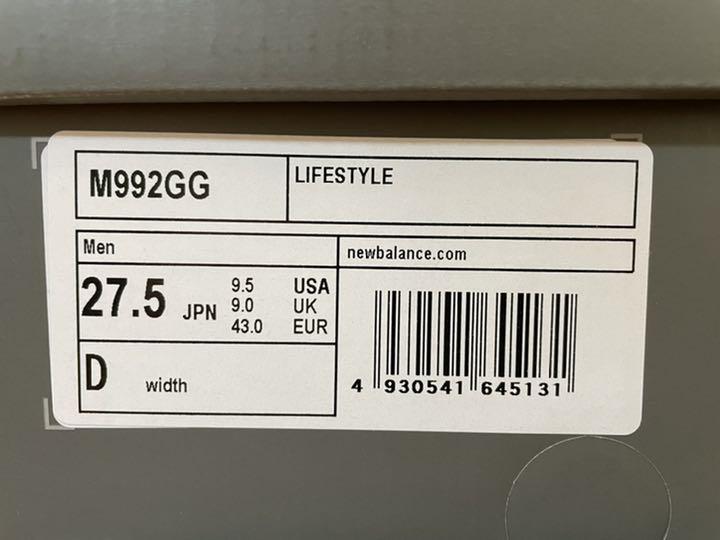 M992GG
LIFESTYLE
Men
newbalance.com
27.5 JPN
9.5 USA
9.0 UK
43.0 EUR
D width
4 930541 645131